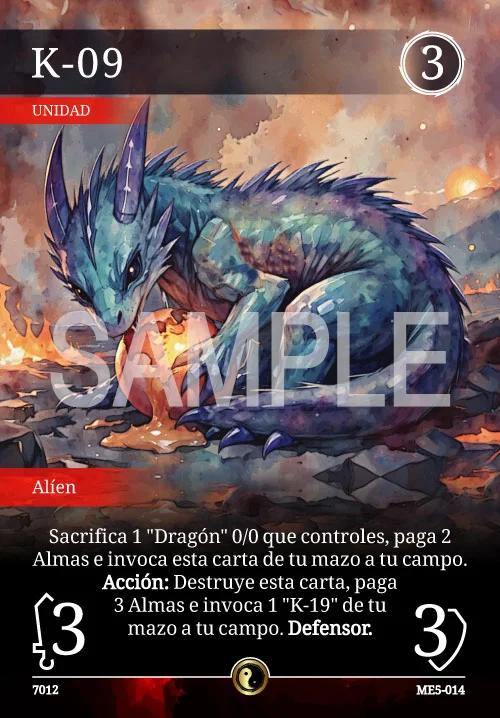 K-09
3
UNIDAD
SAMPLE
Alíen
Sacrifica 1 "Dragón" 0/0 que controles, paga 2
Almas e invoca esta carta de tu mazo a tu campo.
Acción: Destruye esta carta, paga
3 Almas e invoca 1 "K-19" de tu
mazo a tu campo. Defensor.
3
3
7012
ME5-014